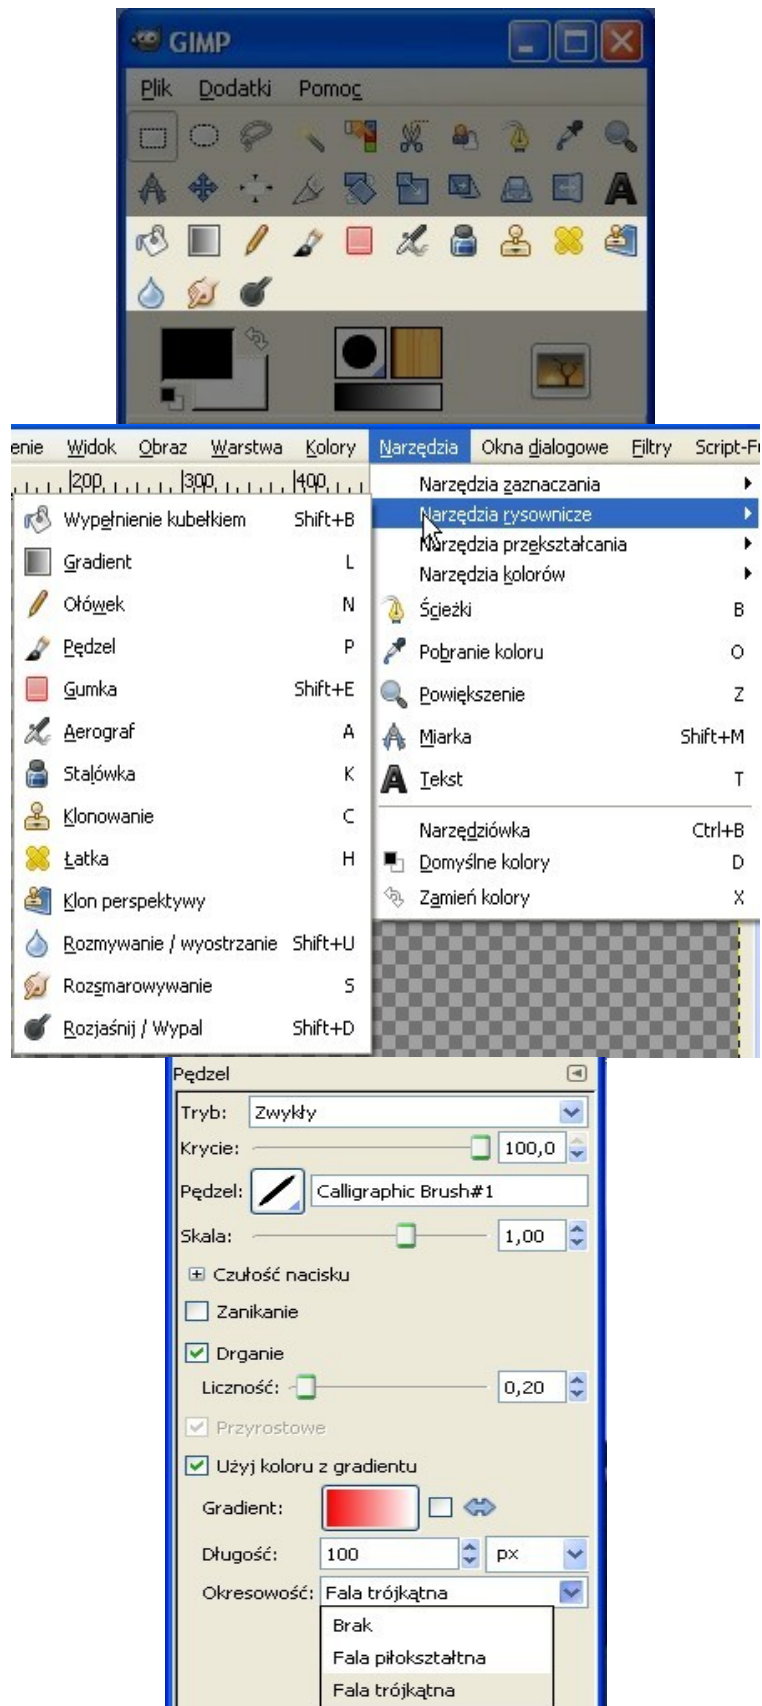 GIMP
Plik Dodatki Pomoc
enie Widok Obraz Warstwa Kolory Narzędzia Okna dialogowe Filtry Script-F
200 300 400
Narzędzia zaznaczania
Narzędzia rysownicze
Narzędzia przekształcania
Narzędzia kolorów
Ścieżki B
Pobranie koloru O
Powiększenie Z
Miarka Shift+M
Tekst T
Narzędziówka Ctrl+B
Domyślne kolory D
Zamień kolory X
Wypełnienie kubełkiem Shift+B
Gradient L
Ołówek N
Pędzel P
Gumka Shift+E
Aerograf A
Stalówka K
Klonowanie C
Łatka H
Klon perspektywy
Rozmywanie / wyostrzanie Shift+U
Rozsmarowywanie S
Rozjaśnij / Wypal Shift+D
Pędzel
Tryb: Zwykły
Krycie: 100,0
Pędzel: Calligraphic Brush#1
Skala: 1,00
Czułość nacisku
Zanikanie
Drganie
Liczność: 0,20
Przyrostowe
Użyj koloru z gradientu
Gradient:
Długość: 100 px
Okresowość: Fala trójkątna
Brak
Fala piłokształtna
Fala trójkątna